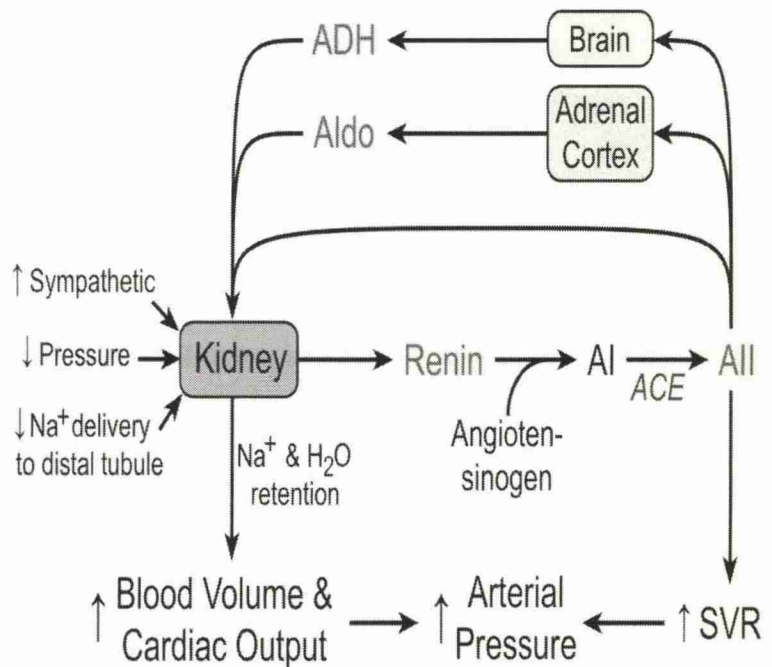 ADH
Brain
Aldo
Adrenal
Cortex
↑ Sympathetic
↓ Pressure
Kidney
Renin
AI
ACE
AII
↓ Na⁺ delivery
to distal tubule
Na⁺ & H₂O
retention
Angioten-
sinogen
↑ Blood Volume &
Cardiac Output
↑ Arterial
Pressure
↑ SVR